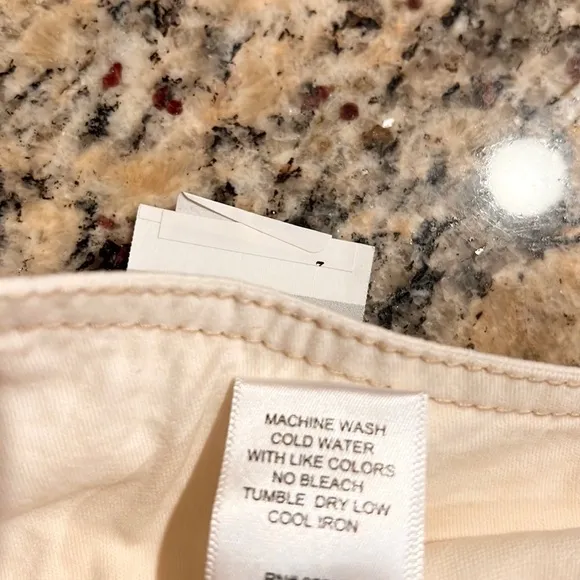 MACHINE WASH
COLD WATER
WITH LIKE COLORS
NO BLEACH
TUMBLE DRY LOW
COOL IRON